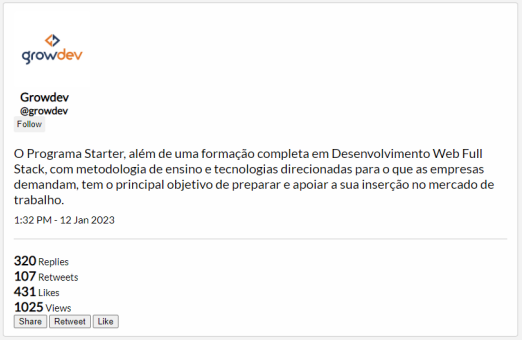 growdev
Growdev
@growdev
Follow
O Programa Starter, além de uma formação completa em Desenvolvimento Web Full
Stack, com metodologia de ensino e tecnologias direcionadas para o que as empresas
demandam, tem o principal objetivo de preparar e apoiar a sua inserção no mercado de
trabalho.
1:32 PM - 12 Jan 2023
320 Replies
107 Retweets
431 Likes
1025 Views
Share Retweet Like